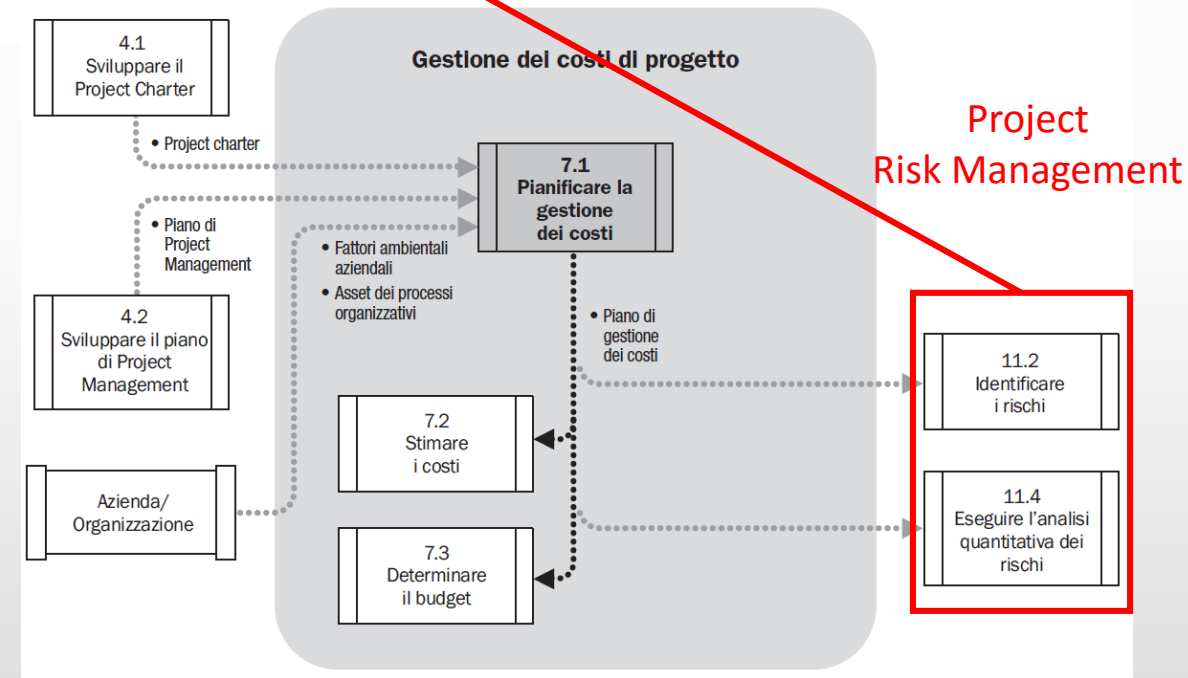 4.1
Sviluppare il
Project Charter
Gestione dei costi di progetto
• Project charter
Project
Risk Management
7.1
Pianificare la
gestione
dei costi
• Piano di
Project
Management
• Fattori ambientali
aziendali
• Asset dei processi
organizzativi
4.2
Sviluppare il piano
di Project
Management
• Piano di
gestione
dei costi
11.2
Identificare
i rischi
7.2
Stimare
i costi
Azienda/
Organizzazione
11.4
Eseguire l'analisi
quantitativa dei
rischi
7.3
Determinare
il budget